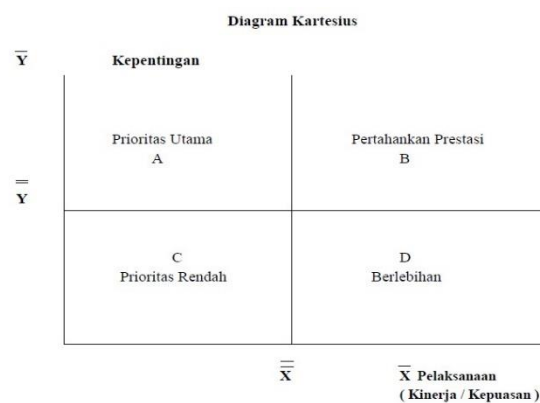 Diagram Kartesius
Y̅ Kepentingan
Prioritas Utama
A
Pertahankan Prestasi
B
Y̿
C
Prioritas Rendah
D
Berlebihan
X̿
X̅ Pelaksanaan
( Kinerja / Kepuasan )